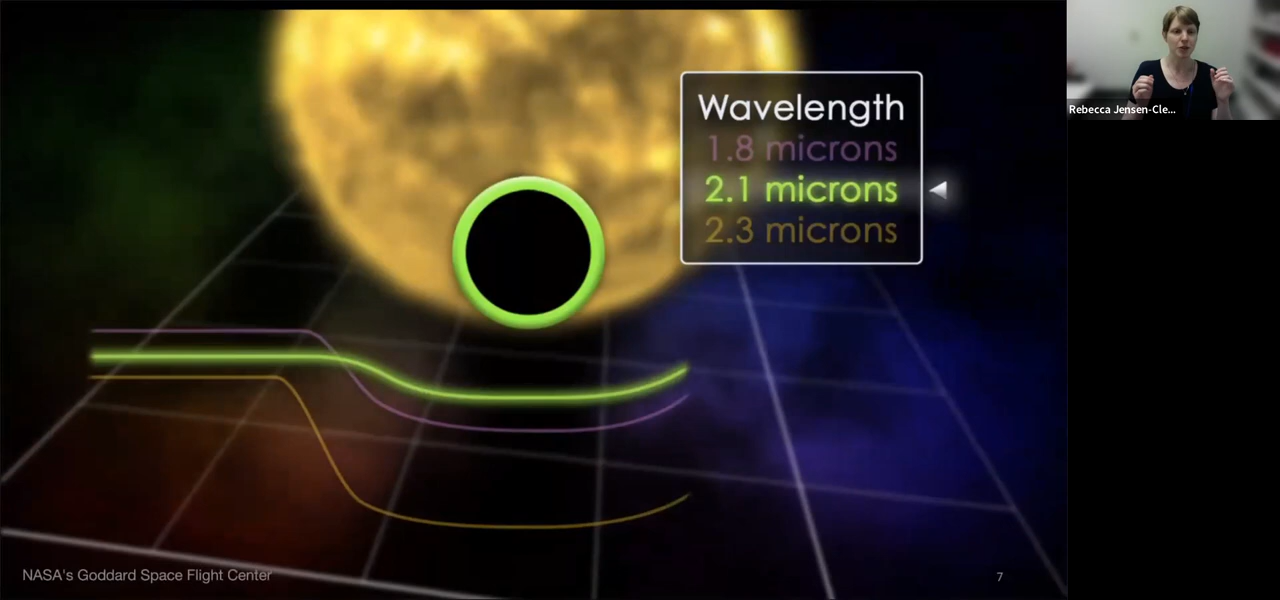 Wavelength
1.8 microns
2.1 microns
2.3 microns
Rebecca Jensen-Cle...
NASA's Goddard Space Flight Center
7